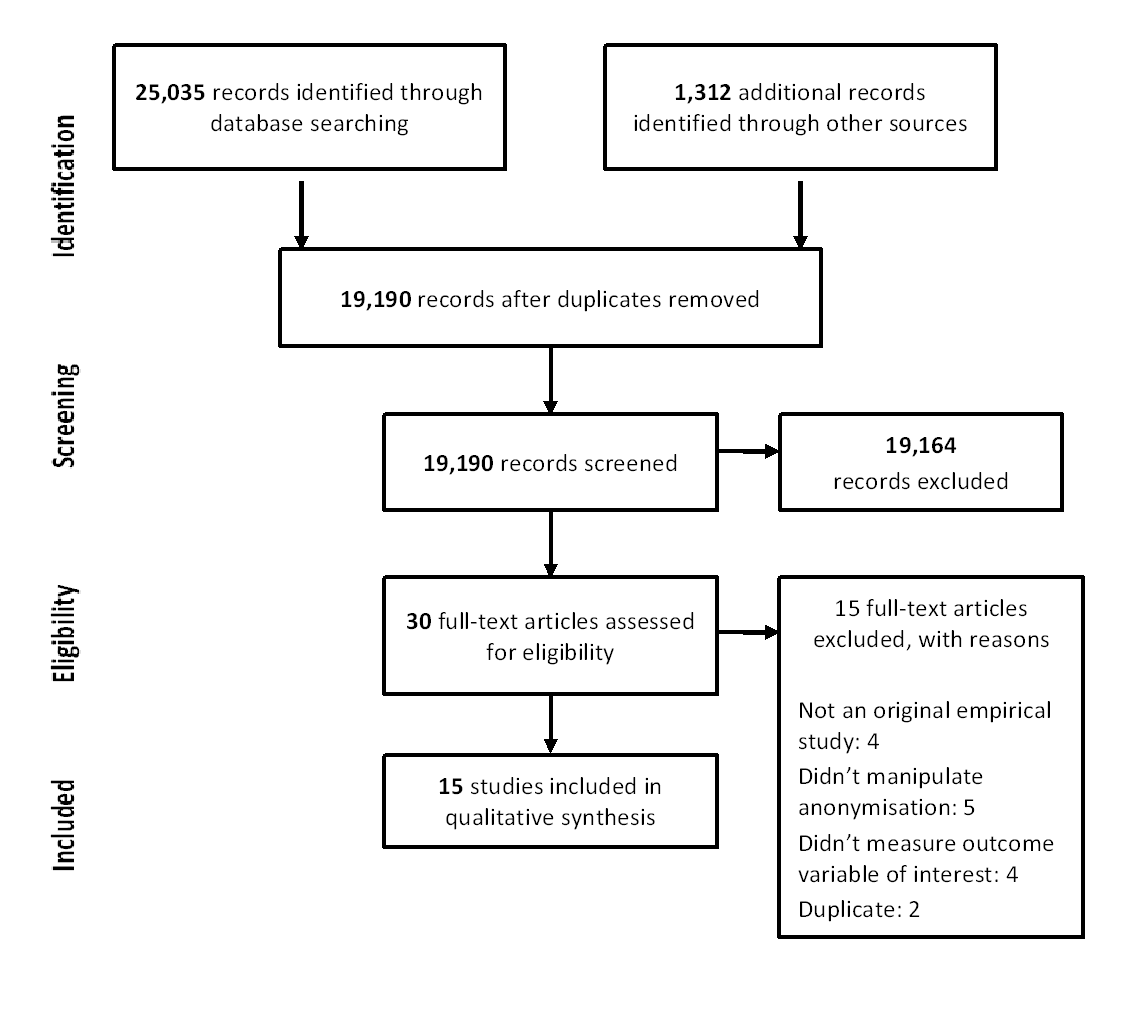 Identification
25,035 records identified through
database searching
1,312 additional records
identified through other sources
19,190 records after duplicates removed
Screening
19,190 records screened
19,164
records excluded
Eligibility
30 full-text articles assessed
for eligibility
15 full-text articles
excluded, with reasons
Not an original empirical
study: 4
Didn’t manipulate
anonymisation: 5
Didn’t measure outcome
variable of interest: 4
Duplicate: 2
Included
15 studies included in
qualitative synthesis